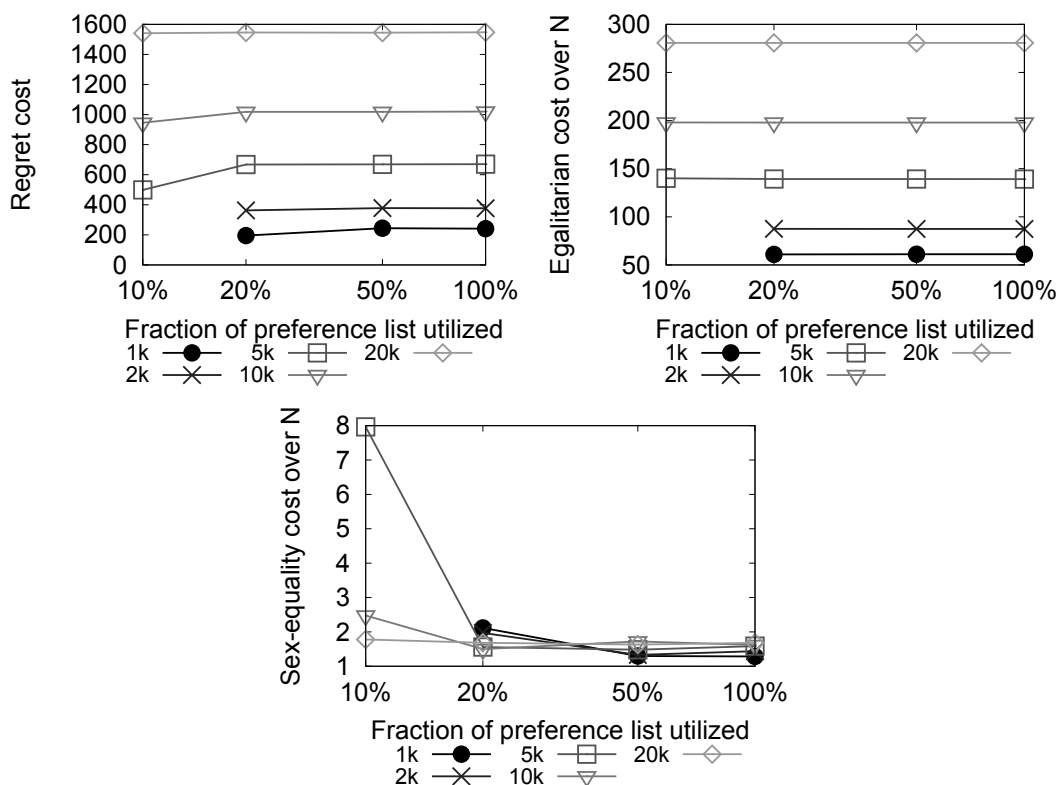 Regret cost
1600
1400
1200
1000
800
600
400
200
0
10% 20% 50% 100%
Fraction of preference list utilized
1k 5k 20k
2k 10k
Egalitarian cost over N
300
250
200
150
100
50
10% 20% 50% 100%
Fraction of preference list utilized
1k 5k 20k
2k 10k
Sex-equality cost over N
8
7
6
5
4
3
2
1
10% 20% 50% 100%
Fraction of preference list utilized
1k 5k 20k
2k 10k